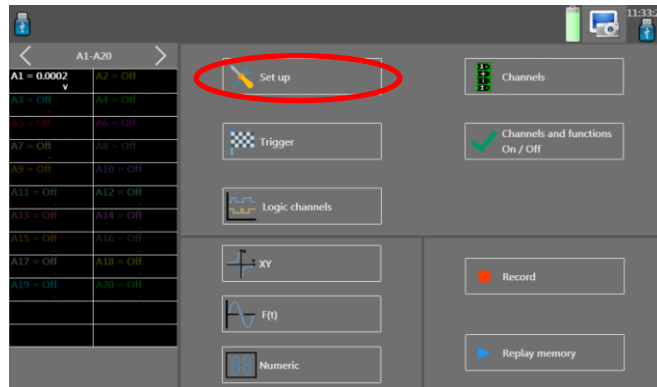 11:33:2
A1-A20
A1 = 0.0002
v
A2 = Off
A3 = Off
A4 = Off
A5 = Off
A6 = Off
A7 = Off
A8 = Off
A9 = Off
A10 = Off
A11 = Off
A12 = Off
A13 = Off
A14 = Off
A15 = Off
A16 = Off
A17 = Off
A18 = Off
A19 = Off
A20 = Off
Set up
Channels
Trigger
Channels and functions
On / Off
Logic channels
XY
Record
F(t)
Numeric
Replay memory